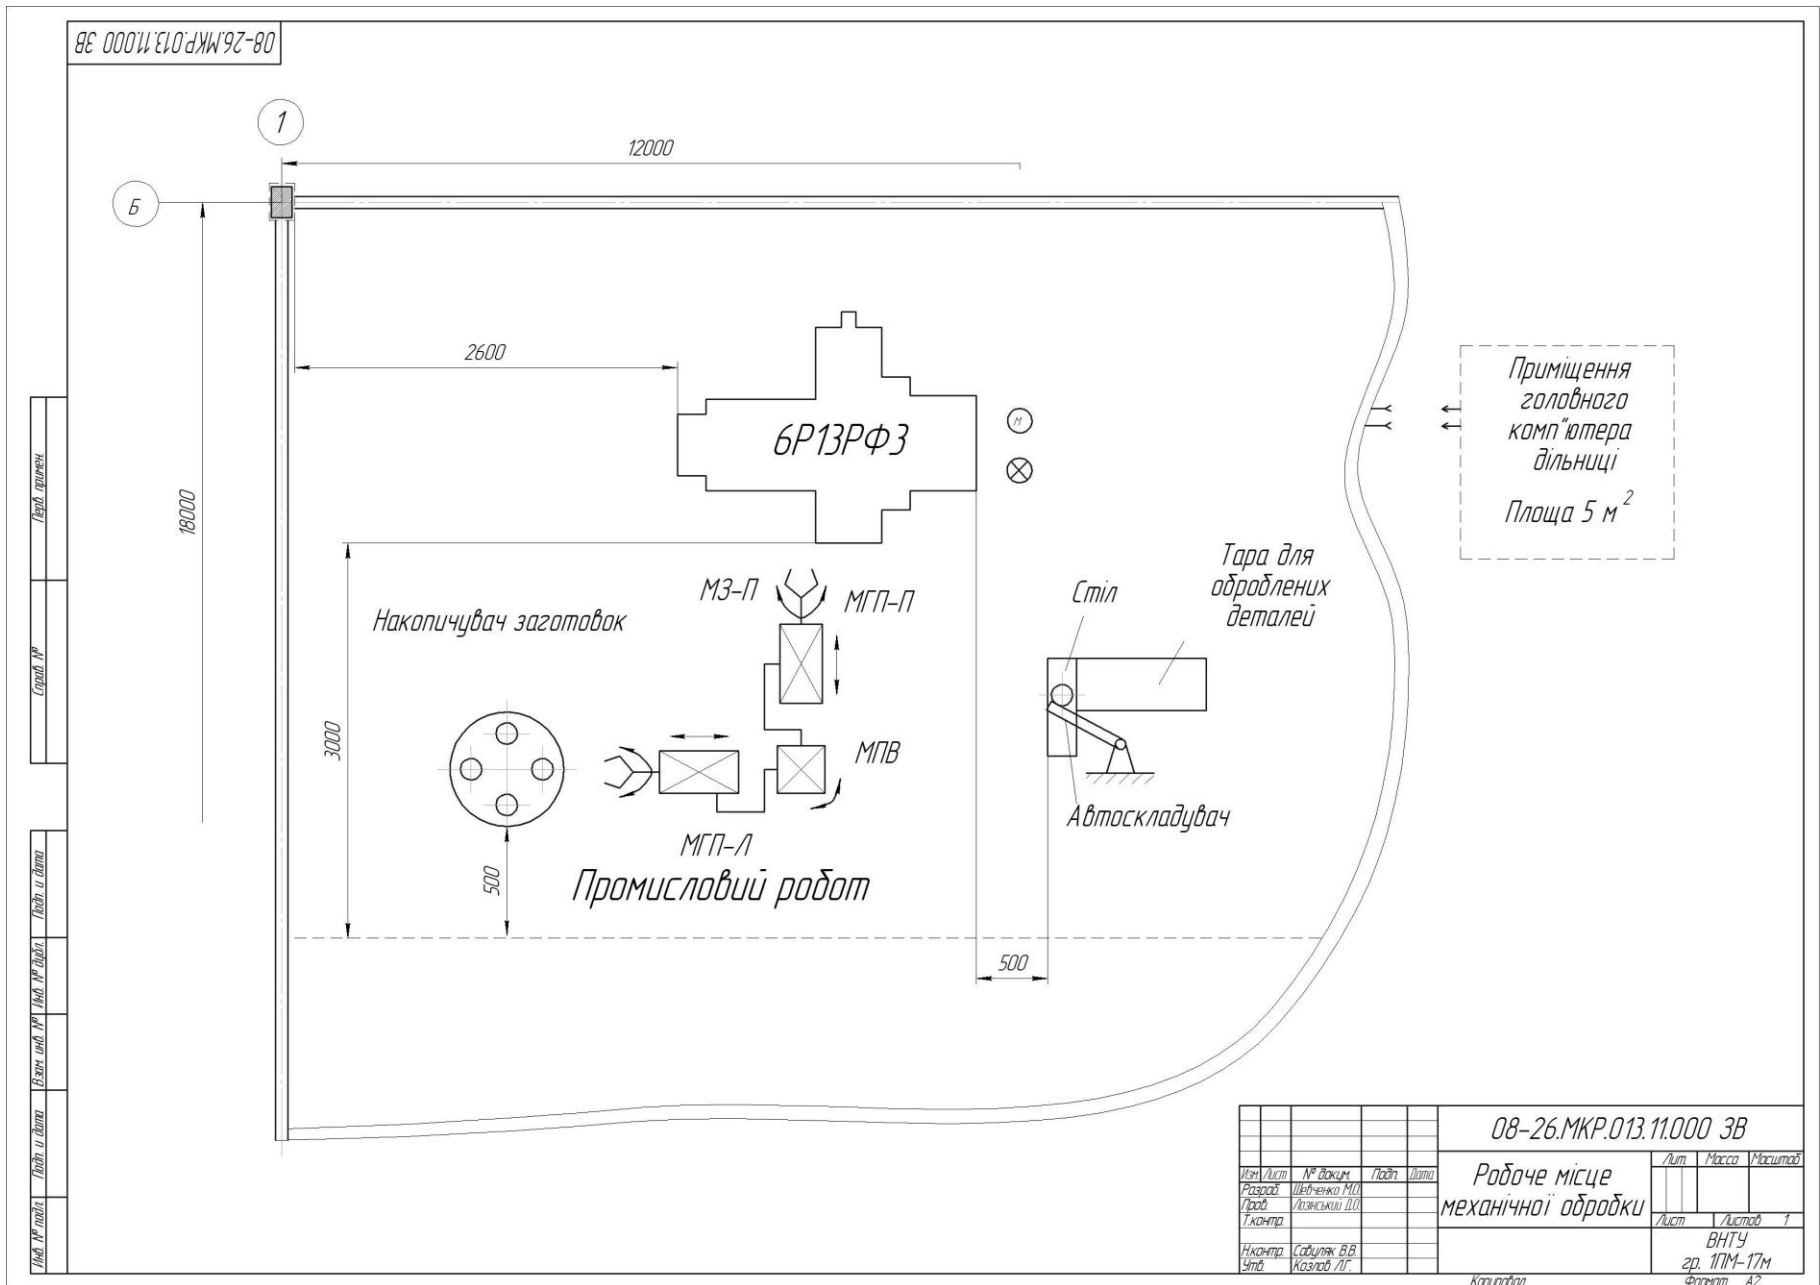 08-26.МКР.013.11.000 ЗВ
1
12000
Б
2600
18000
6Р13РФ3
М
Приміщення
головного
комп"ютера
дільниці
Площа 5 м 2
Тара для
оброблених
деталей
Стіл
МЗ-П
МГП-П
Накопичувач заготовок
3000
МПВ
Автоскладувач
МГП-Л
500
Промисловий робот
500
Перв. примен.
Справ. №
Подп. и дата
Инв. № дубл.
Взам. инв. №
Подп. и дата
Инв. № подл.
08-26.МКР.013.11.000 ЗВ
Изм. Лист № докум. Подп. Дата
Разраб. Шевченко М.О.
Пров. Лозінський Д.О.
Т.контр.
Н.контр. Савуляк В.В.
Утв. Козлов Л.Г.
Робоче місце
механічної обробки
Лит. Масса Масштаб
Лист Листов 1
ВНТУ
гр. 1ПМ-17м
Копировал Формат А2